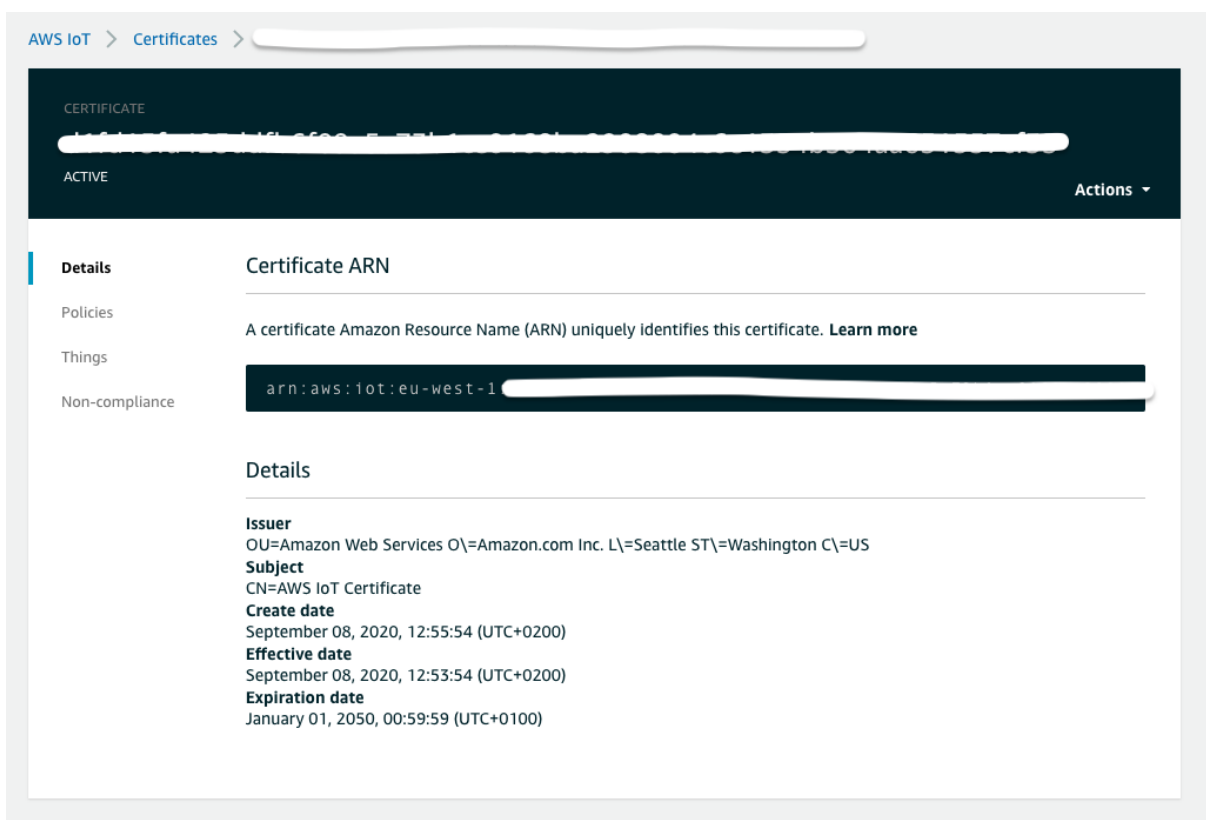 AWS IoT > Certificates >
CERTIFICATE
ACTIVE
Actions
Details
Policies
Things
Non-compliance
Certificate ARN
A certificate Amazon Resource Name (ARN) uniquely identifies this certificate. Learn more
arn:aws:iot:eu-west-1
Details
Issuer
OU=Amazon Web Services O\=Amazon.com Inc. L\=Seattle ST\=Washington C\=US
Subject
CN=AWS IoT Certificate
Create date
September 08, 2020, 12:55:54 (UTC+0200)
Effective date
September 08, 2020, 12:53:54 (UTC+0200)
Expiration date
January 01, 2050, 00:59:59 (UTC+0100)